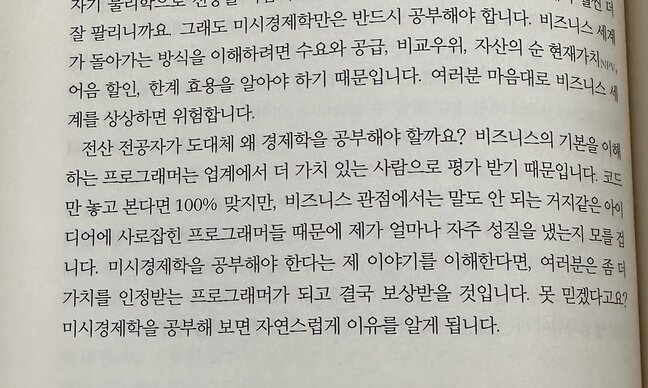 자기 물리학으로 전공을
잘 팔리니까요. 그래도 미시경제학만은 반드시 공부해야 합니다. 비즈니스 세계
가 돌아가는 방식을 이해하려면 수요와 공급, 비교우위, 자산의 순 현재가치NPV,
어음 할인, 한계 효용을 알아야 하기 때문입니다. 여러분 마음대로 비즈니스 세
계를 상상하면 위험합니다.
전산 전공자가 도대체 왜 경제학을 공부해야 할까요? 비즈니스의 기본을 이해
하는 프로그래머는 업계에서 더 가치 있는 사람으로 평가 받기 때문입니다. 코드
만 놓고 본다면 100% 맞지만, 비즈니스 관점에서는 말도 안 되는 거지같은 아이
디어에 사로잡힌 프로그래머들 때문에 제가 얼마나 자주 성질을 냈는지 모를 겁
니다. 미시경제학을 공부해야 한다는 제 이야기를 이해한다면, 여러분은 좀 더
가치를 인정받는 프로그래머가 되고 결국 보상받을 것입니다. 못 믿겠다고요?
미시경제학을 공부해 보면 자연스럽게 이유를 알게 됩니다.